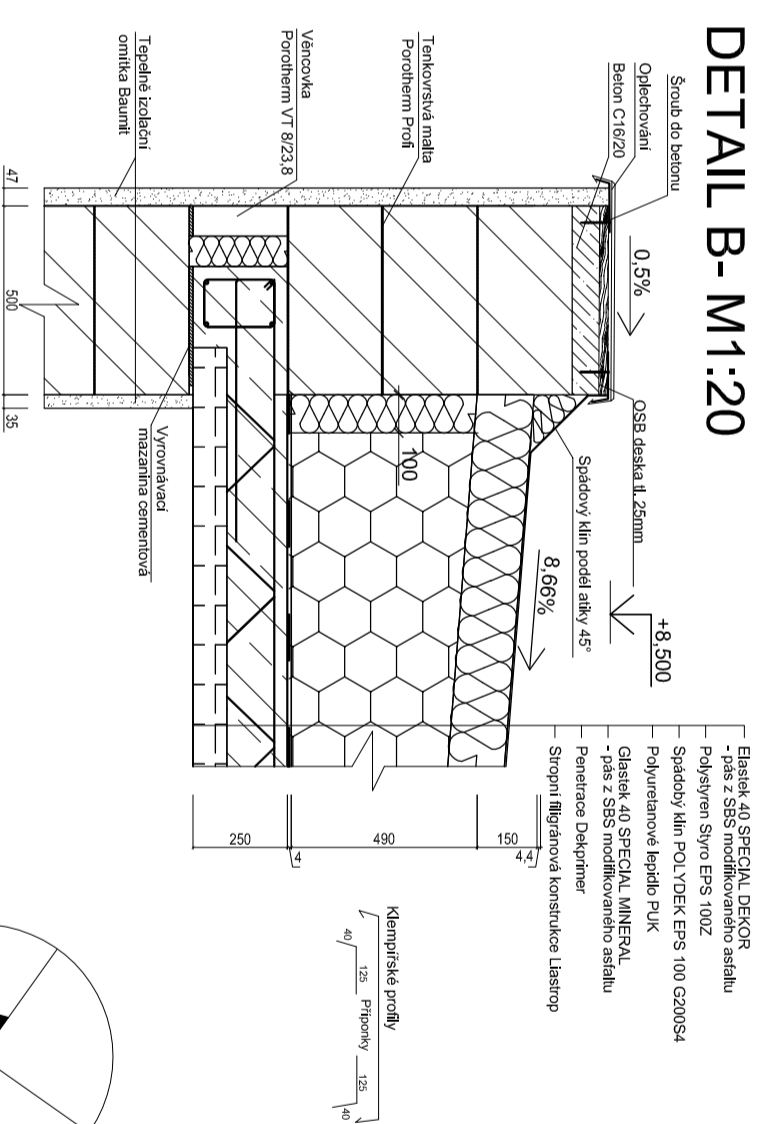 DETAIL B- M1:20
Šroub do betonu
Oplechování
Beton C16/20
Tenkovrstvá malta
Porotherm Profi
Věncovka
Porotherm VT 8/23,8
Tepelně izolační
omítka Baumit
0,5%
OSB deska tl. 25mm
Spádový klín podél atiky 45°
8,66%
+8,500
100
Vyrovnávací
mazanina cementová
47
500
35
Elastek 40 SPECIAL DEKOR
- pás z SBS modifikovaného asfaltu
Polystyren Styro EPS 100Z
Spádobý klín POLYDEK EPS 100 G200S4
Polyuretanové lepidlo PUK
Glastek 40 SPECIAL MINERAL
- pás z SBS modifikovaného asfaltu
Penetrace Dekprimer
Stropní filigránová konstrukce Liastrop
250
4
490
150
4,4
Klempířské profily
40
125
Příponky
125
40